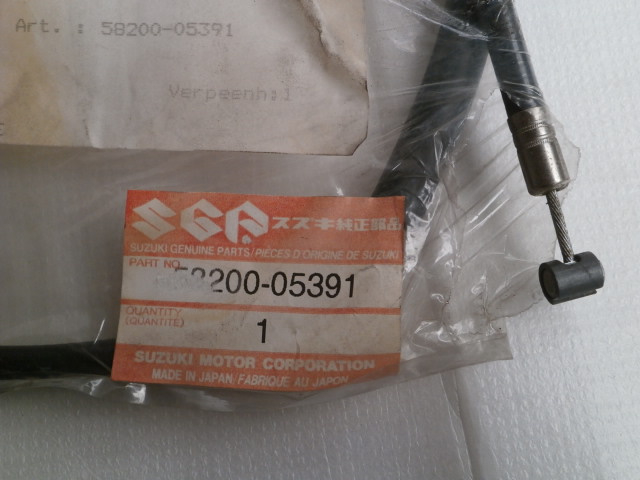 Art.: 58200-05391
Verpeenh:1
E
SGP スズキ純正部品
SUZUKI GENUINE PARTS/PIÈCES D'ORIGINE DE SUZUKI
PART NO.
58200-05391
QUANTITY
(QUANTITÉ)
1
SUZUKI MOTOR CORPORATION
MADE IN JAPAN/FABRIQUÉ AU JAPON